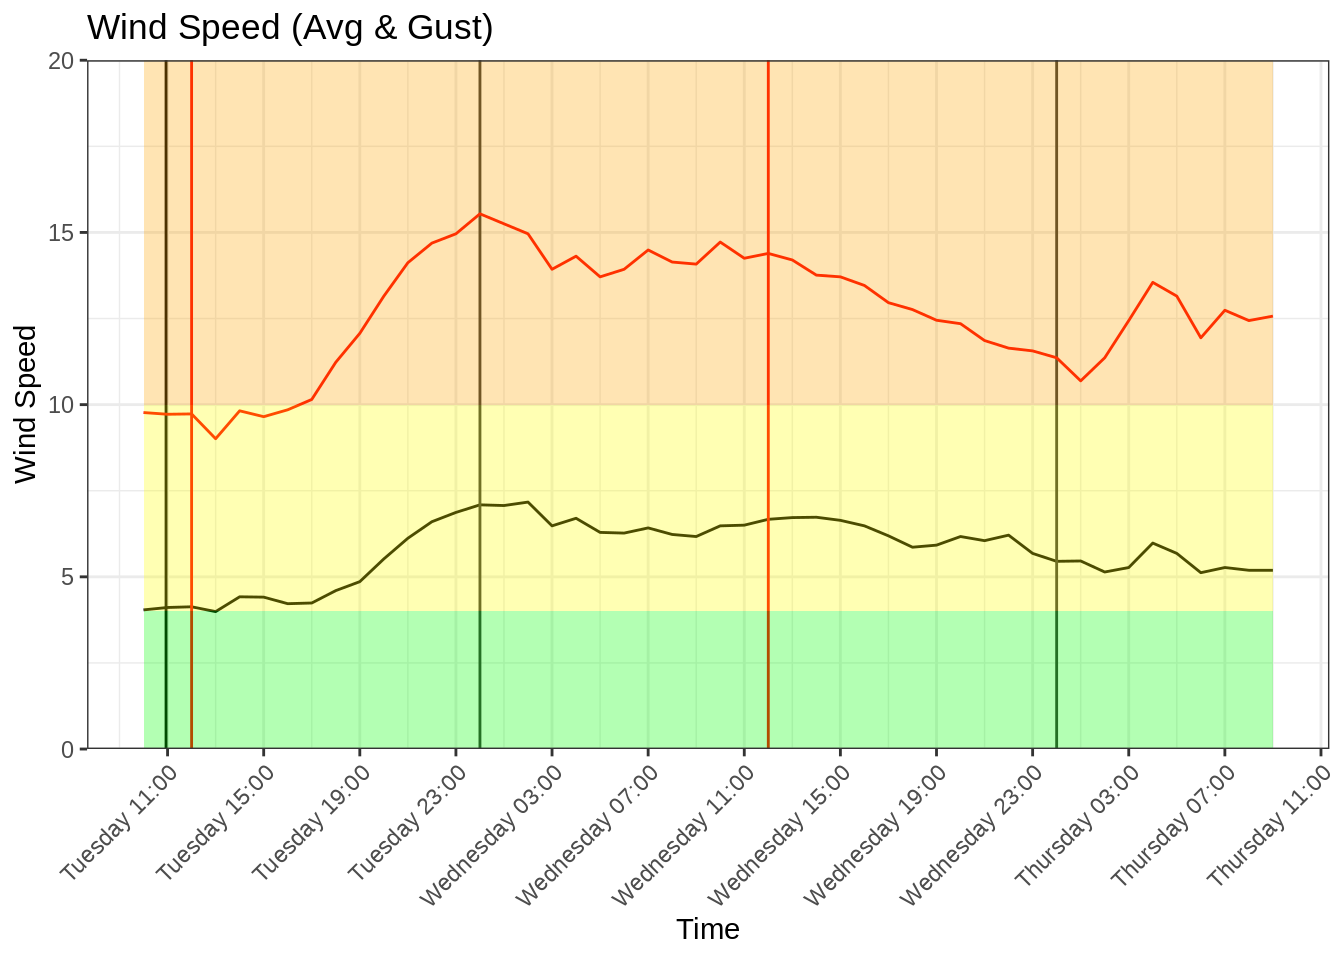 Wind Speed (Avg & Gust)
20
15
10
5
0
Wind Speed
Tuesday 11:00
Tuesday 15:00
Tuesday 19:00
Tuesday 23:00
Wednesday 03:00
Wednesday 07:00
Wednesday 11:00
Wednesday 15:00
Wednesday 19:00
Wednesday 23:00
Thursday 03:00
Thursday 07:00
Thursday 11:00
Time